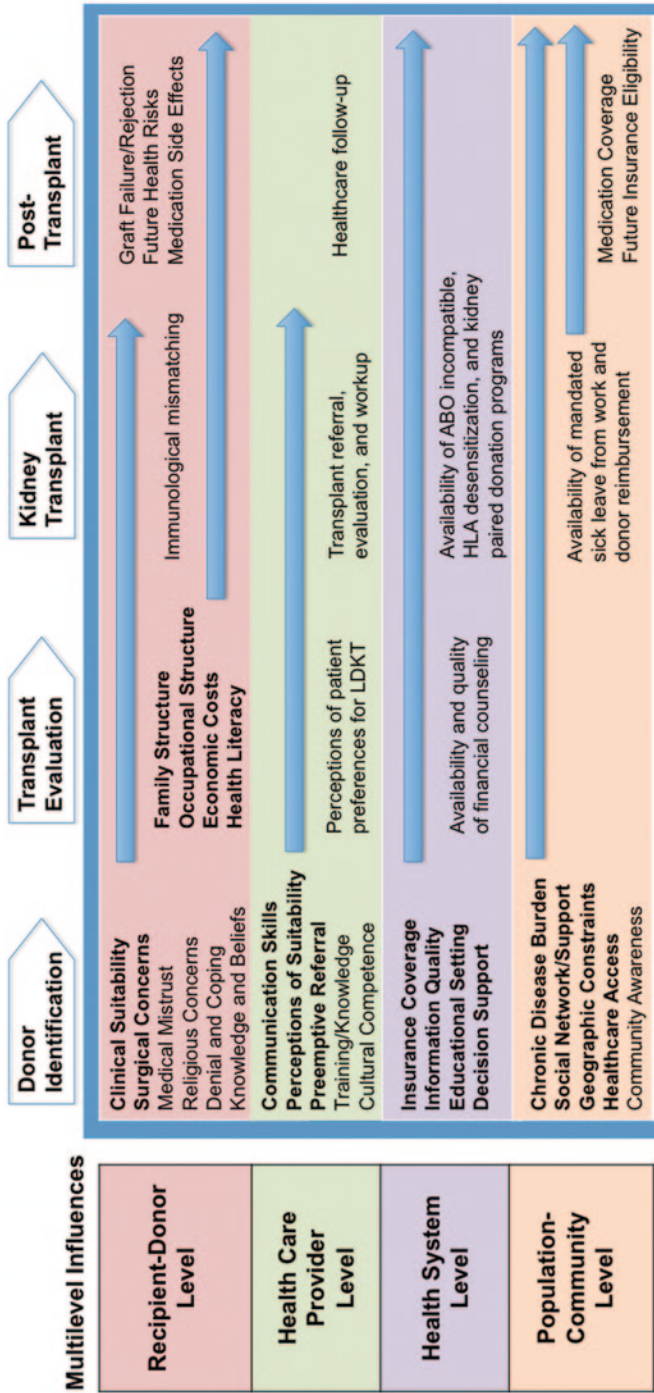 Multilevel Influences
Donor
Identification
Transplant
Evaluation
Kidney
Transplant
Post-
Transplant
Recipient-Donor
Level
Clinical Suitability
Surgical Concerns
Medical Mistrust
Religious Concerns
Denial and Coping
Knowledge and Beliefs
Family Structure
Occupational Structure
Economic Costs
Health Literacy
Immunological mismatching
Graft Failure/Rejection
Future Health Risks
Medication Side Effects
Health Care
Provider
Level
Communication Skills
Perceptions of Suitability
Preemptive Referral
Training/Knowledge
Cultural Competence
Perceptions of patient
preferences for LDKT
Transplant referral,
evaluation, and workup
Healthcare follow-up
Health System
Level
Insurance Coverage
Information Quality
Educational Setting
Decision Support
Availability and quality
of financial counseling
Availability of ABO incompatible,
HLA desensitization, and kidney
paired donation programs
Population-
Community
Level
Chronic Disease Burden
Social Network/Support
Geographic Constraints
Healthcare Access
Community Awareness
Availability of mandated
sick leave from work and
donor reimbursement
Medication Coverage
Future Insurance Eligibility